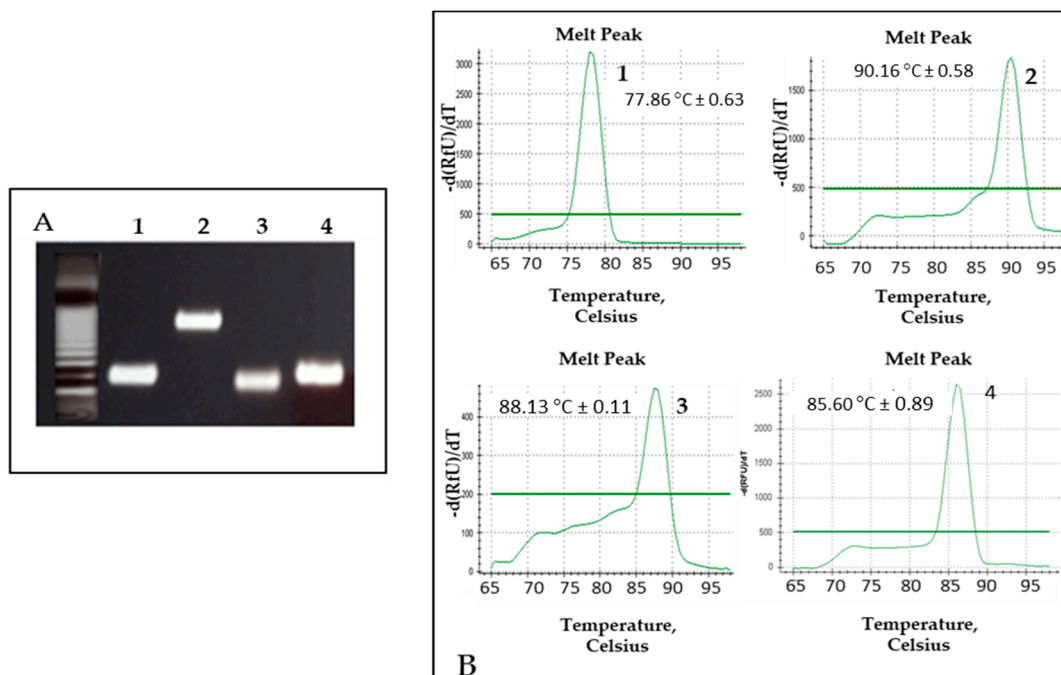 A
1 2 3 4
Melt Peak
1
77.86 °C ± 0.63
-d(RfU)/dT
3000
2500
2000
1500
1000
500
0
65 70 75 80 85 90 95
Temperature,
Celsius
Melt Peak
90.16 °C ± 0.58
2
-d(RfU)/dT
1500
1000
500
0
65 70 75 80 85 90 95
Temperature,
Celsius
Melt Peak
88.13 °C ± 0.11
3
-d(RfU)/dT
400
300
200
100
0
65 70 75 80 85 90 95
Temperature,
Celsius
Melt Peak
85.60 °C ± 0.89
4
-d(RFU)/dT
2500
2000
1500
1000
500
0
65 70 75 80 85 90 95
Temperature,
Celsius
B